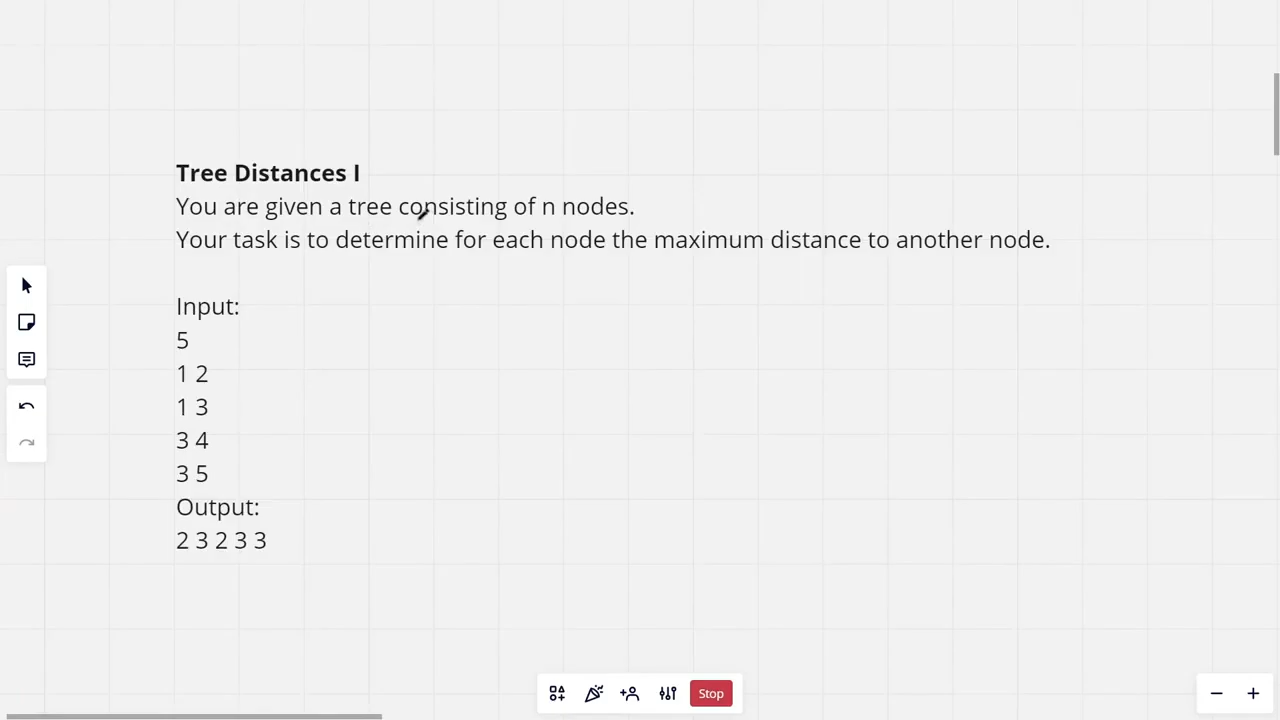 Tree Distances I
You are given a tree consisting of n nodes.
Your task is to determine for each node the maximum distance to another node.
Input:
5
1 2
1 3
3 4
3 5
Output:
2 3 2 3 3
Stop